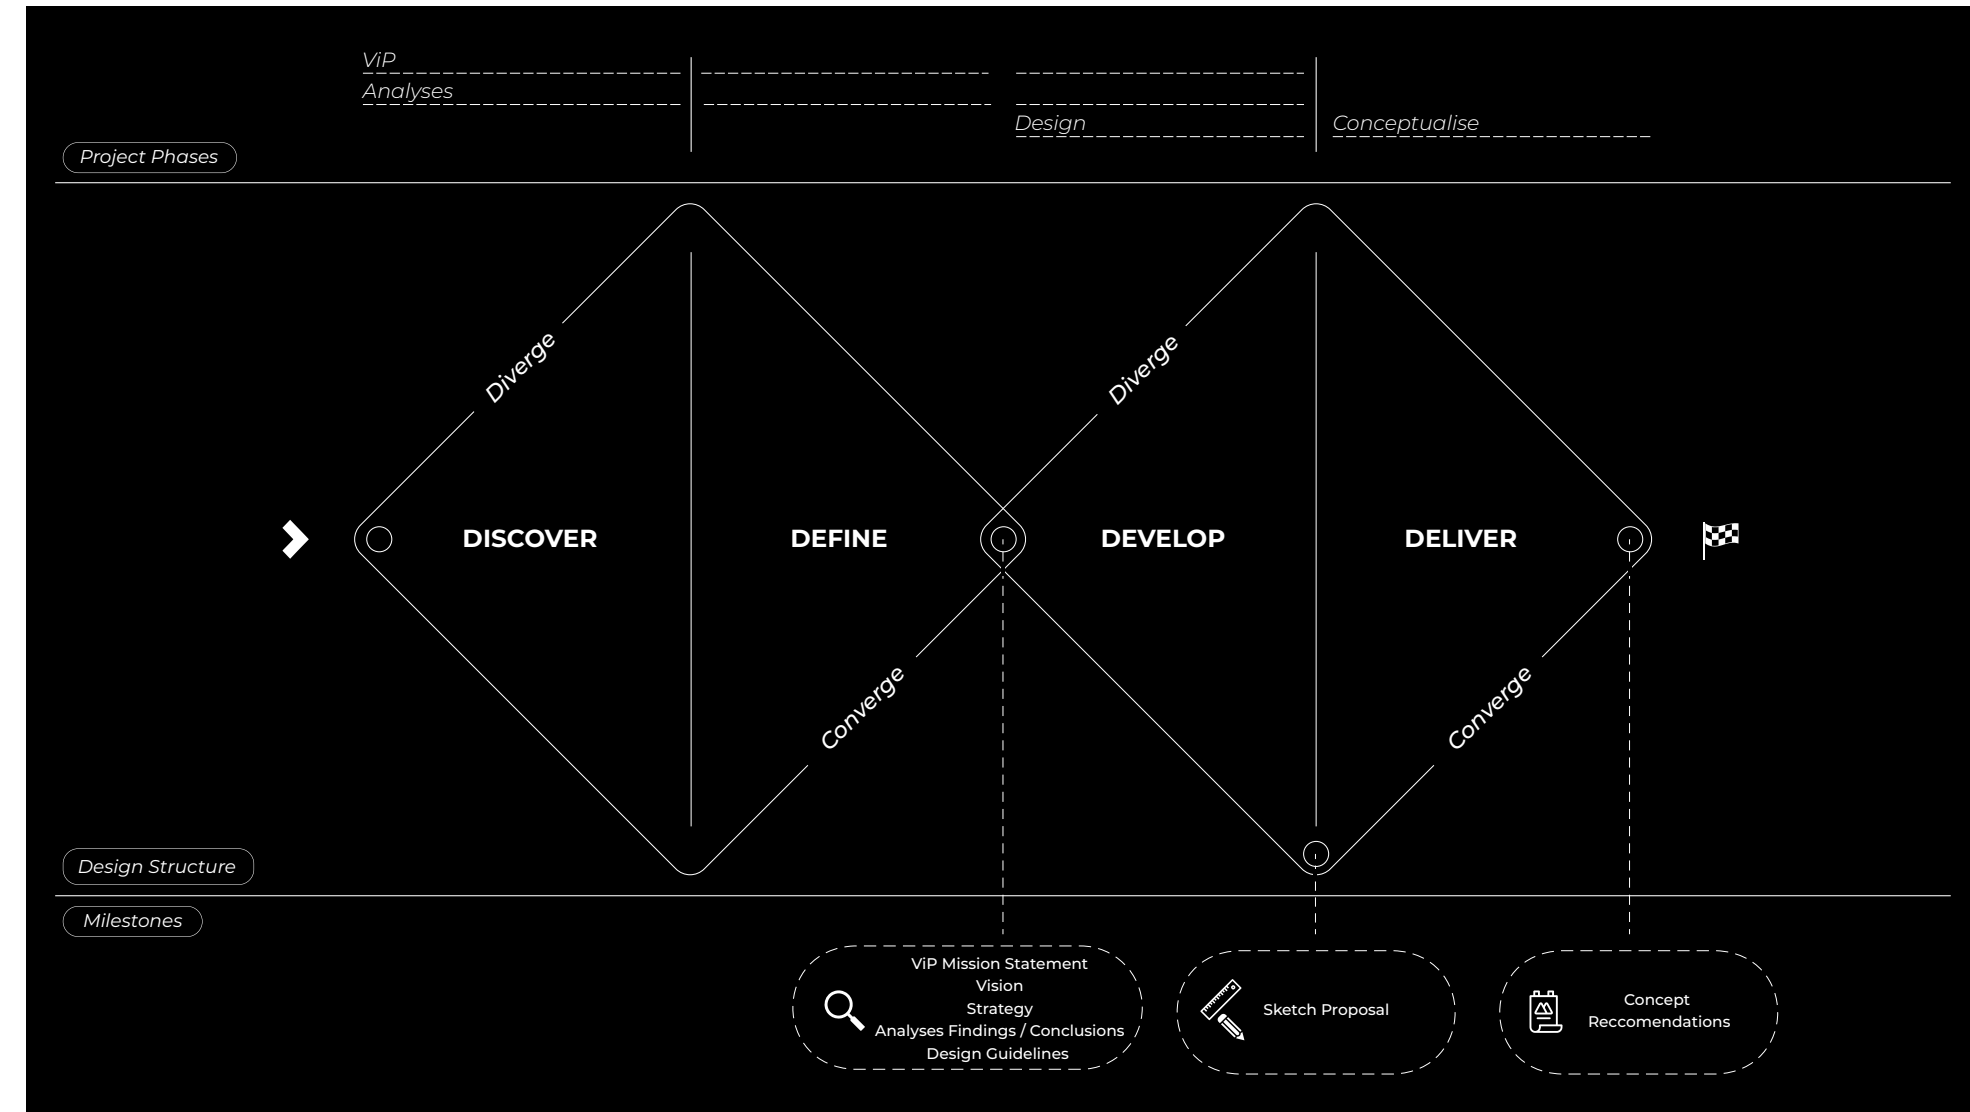 ViP
Analyses
Design
Conceptualise
Project Phases
Diverge
Diverge
DISCOVER
DEFINE
DEVELOP
DELIVER
Converge
Converge
Design Structure
Milestones
ViP Mission Statement
Vision
Strategy
Analyses Findings / Conclusions
Design Guidelines
Sketch Proposal
Concept
Reccomendations